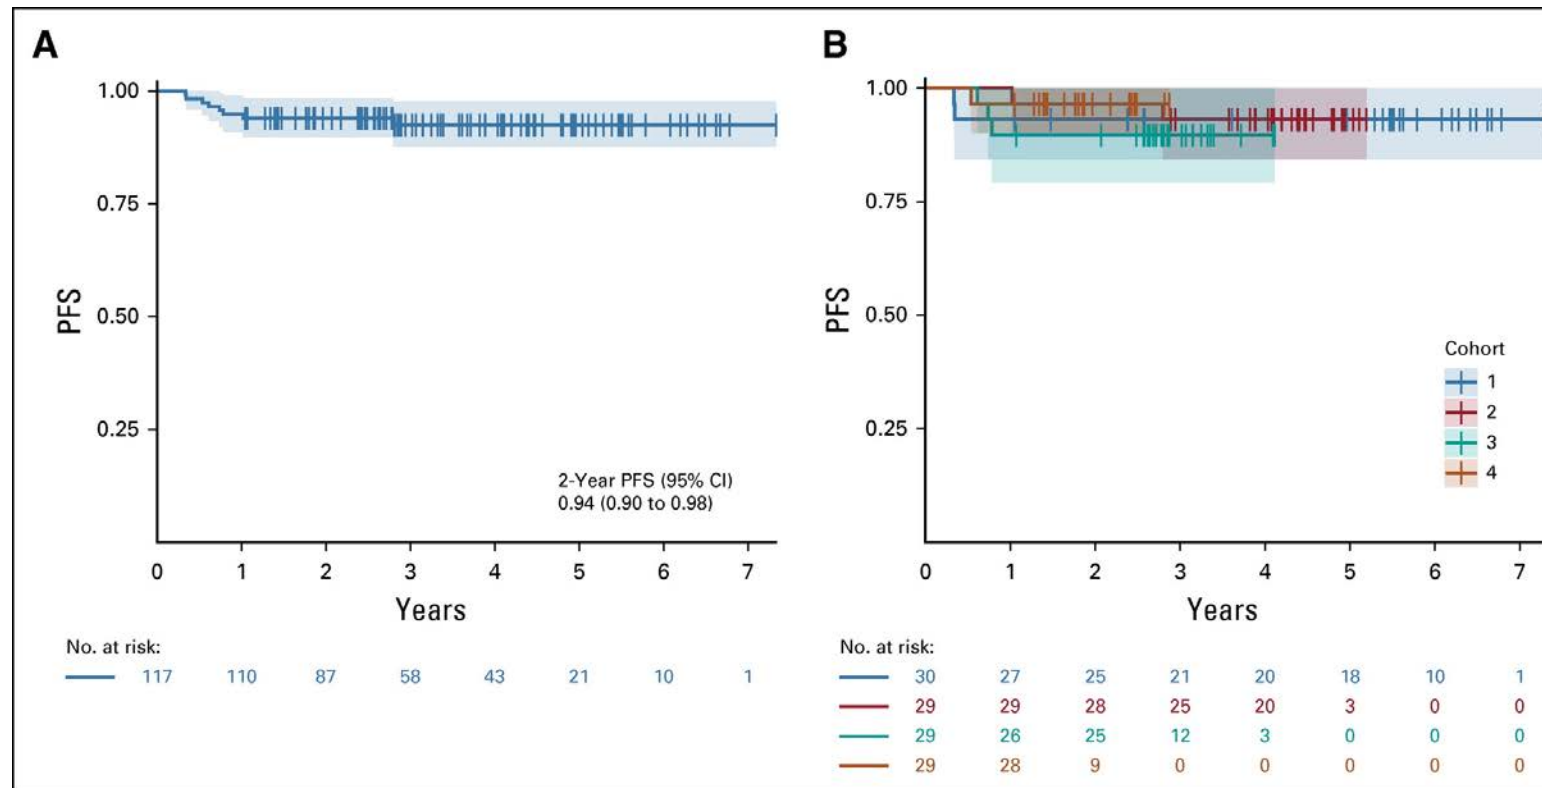 A
1.00
0.75
0.50
0.25
PFS
2-Year PFS (95% CI)
0.94 (0.90 to 0.98)
0 1 2 3 4 5 6 7
Years
No. at risk:
117 110 87 58 43 21 10 1
B
1.00
0.75
0.50
0.25
PFS
Cohort
1
2
3
4
0 1 2 3 4 5 6 7
Years
No. at risk:
30 27 25 21 20 18 10 1
29 29 28 25 20 3 0 0
29 26 25 12 3 0 0 0
29 28 9 0 0 0 0 0